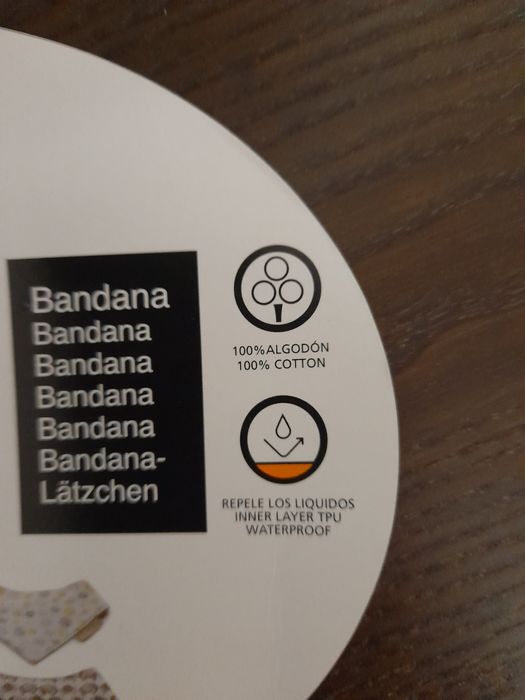 Bandana
Bandana
Bandana
Bandana
Bandana
Bandana-
Lätzchen
100%ALGODÓN
100% COTTON
REPELE LOS LIQUIDOS
INNER LAYER TPU
WATERPROOF